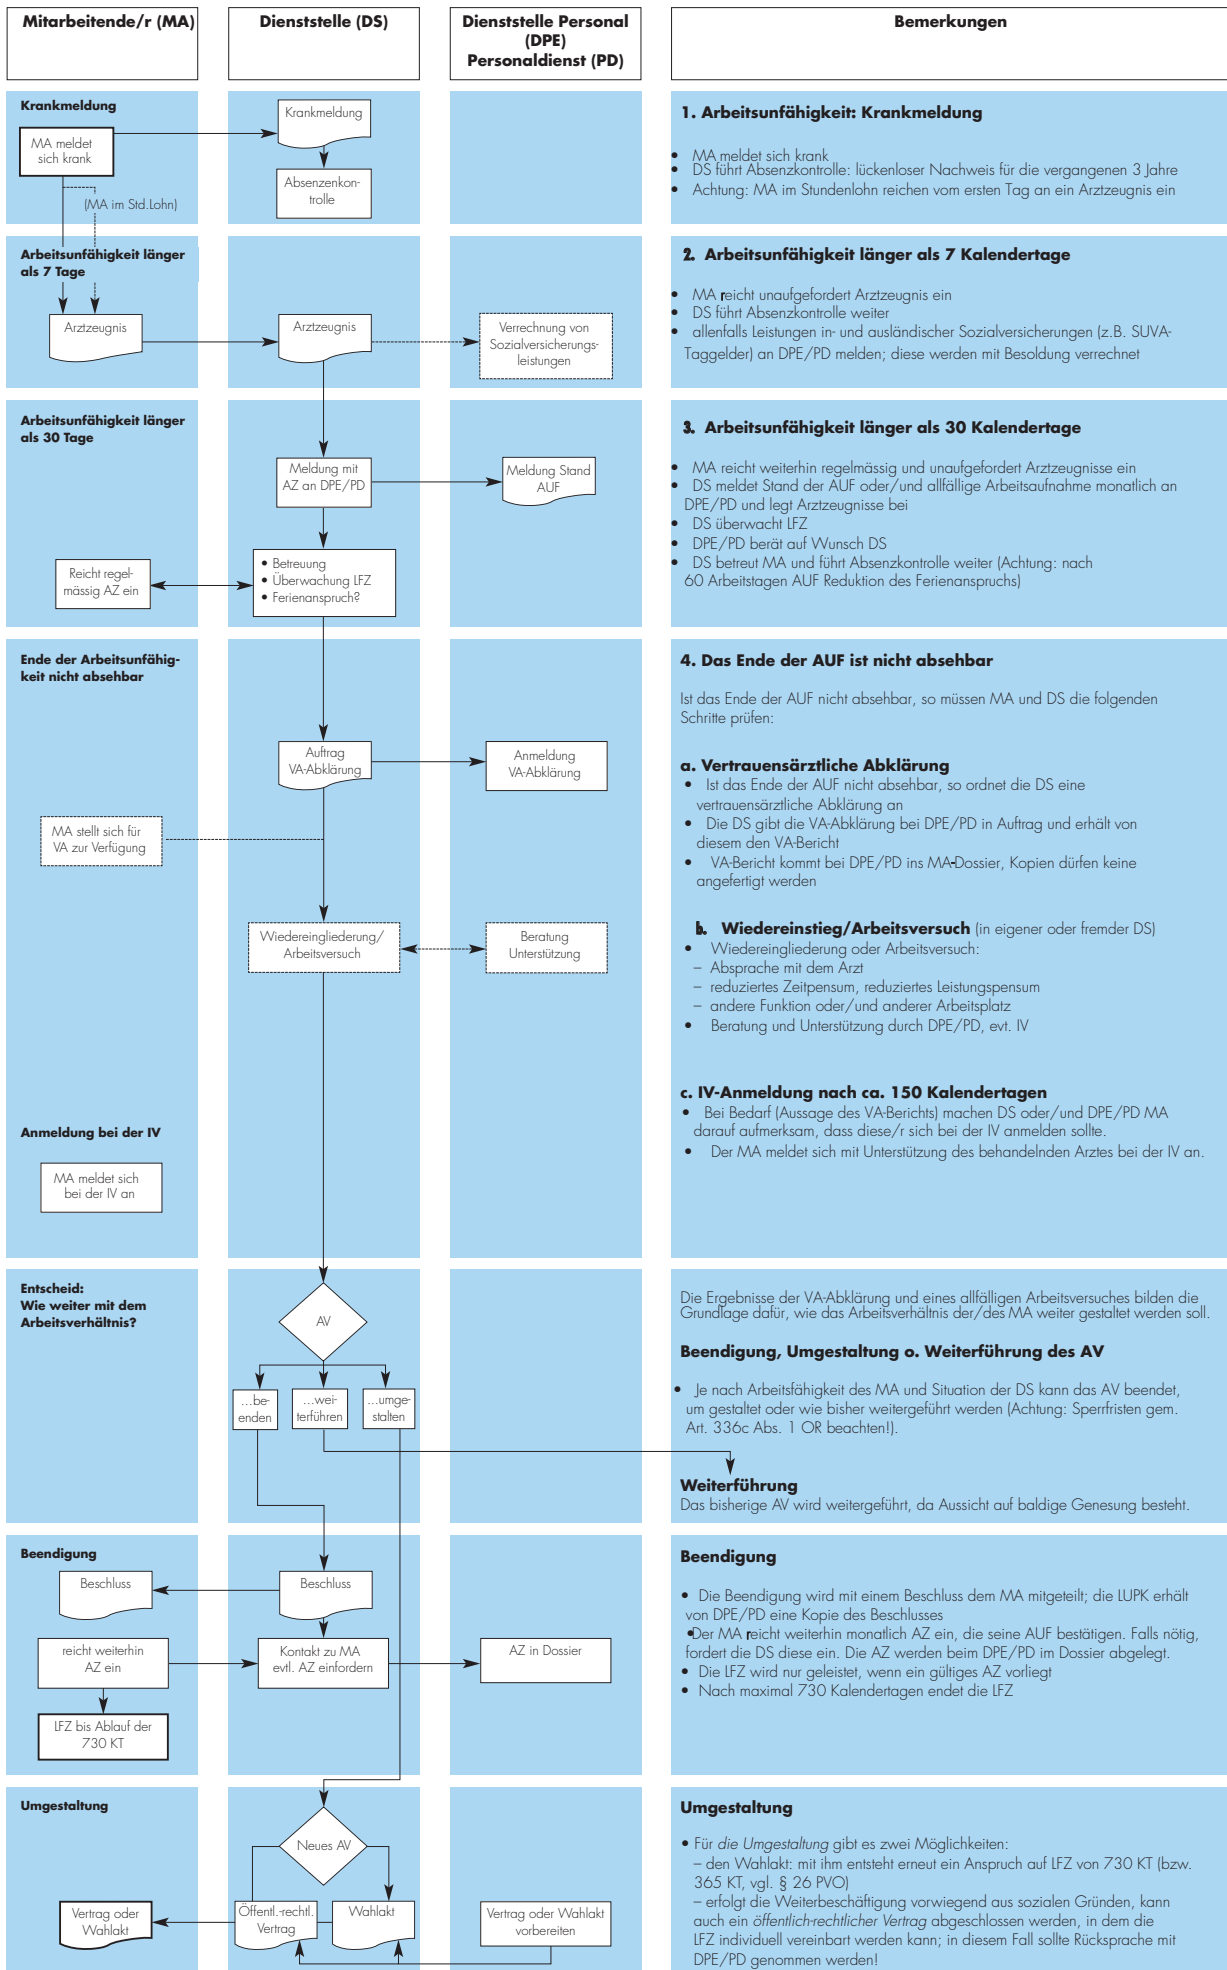 Mitarbeitende/r (MA)
Dienststelle (DS)
Dienststelle Personal
(DPE)
Personaldienst (PD)
Bemerkungen
Krankmeldung
MA meldet
sich krank
(MA im Std.Lohn)
Krankmeldung
Absenzenkon-
trolle
1. Arbeitsunfähigkeit: Krankmeldung
• MA meldet sich krank
• DS führt Absenzkontrolle: lückenloser Nachweis für die vergangenen 3 Jahre
• Achtung: MA im Stundenlohn reichen vom ersten Tag an ein Arztzeugnis ein
Arbeitsunfähigkeit länger
als 7 Tage
Arztzeugnis
Arztzeugnis
Verrechnung von
Sozialversicherungs-
leistungen
2. Arbeitsunfähigkeit länger als 7 Kalendertage
• MA reicht unaufgefordert Arztzeugnis ein
• DS führt Absenzkontrolle weiter
• allenfalls Leistungen in- und ausländischer Sozialversicherungen (z.B. SUVA-
Taggelder) an DPE/PD melden; diese werden mit Besoldung verrechnet
Arbeitsunfähigkeit länger
als 30 Tage
Meldung mit
AZ an DPE/PD
Meldung Stand
AUF
Reicht regel-
mässig AZ ein
• Betreuung
• Überwachung LFZ
• Ferienanspruch?
3. Arbeitsunfähigkeit länger als 30 Kalendertage
• MA reicht weiterhin regelmässig und unaufgefordert Arztzeugnisse ein
• DS meldet Stand der AUF oder/und allfällige Arbeitsaufnahme monatlich an
DPE/PD und legt Arztzeugnisse bei
• DS überwacht LFZ
• DPE/PD berät auf Wunsch DS
• DS betreut MA und führt Absenzkontrolle weiter (Achtung: nach
60 Arbeitstagen AUF Reduktion des Ferienanspruchs)
Ende der Arbeitsunfähig-
keit nicht absehbar
Auftrag
VA-Abklärung
Anmeldung
VA-Abklärung
MA stellt sich für
VA zur Verfügung
Wiedereingliederung/
Arbeitsversuch
Beratung
Unterstützung
Anmeldung bei der IV
MA meldet sich
bei der IV an
4. Das Ende der AUF ist nicht absehbar
Ist das Ende der AUF nicht absehbar, so müssen MA und DS die folgenden
Schritte prüfen:
a. Vertrauensärztliche Abklärung
• Ist das Ende der AUF nicht absehbar, so ordnet die DS eine
vertrauensärztliche Abklärung an
• Die DS gibt die VA-Abklärung bei DPE/PD in Auftrag und erhält von
diesem den VA-Bericht
• VA-Bericht kommt bei DPE/PD ins MA-Dossier, Kopien dürfen keine
angefertigt werden
b. Wiedereinstieg/Arbeitsversuch (in eigener oder fremder DS)
• Wiedereingliederung oder Arbeitsversuch:
– Absprache mit dem Arzt
– reduziertes Zeitpensum, reduziertes Leistungspensum
– andere Funktion oder/und anderer Arbeitsplatz
• Beratung und Unterstützung durch DPE/PD, evt. IV
c. IV-Anmeldung nach ca. 150 Kalendertagen
• Bei Bedarf (Aussage des VA-Berichts) machen DS oder/und DPE/PD MA
darauf aufmerksam, dass diese/r sich bei der IV anmelden sollte.
• Der MA meldet sich mit Unterstützung des behandelnden Arztes bei der IV an.
Entscheid:
Wie weiter mit dem
Arbeitsverhältnis?
AV
...be-
enden
...wei-
terführen
...umge-
stalten
Die Ergebnisse der VA-Abklärung und eines allfälligen Arbeitsversuches bilden die
Grundlage dafür, wie das Arbeitsverhältnis der/des MA weiter gestaltet werden soll.
Beendigung, Umgestaltung o. Weiterführung des AV
• Je nach Arbeitsfähigkeit des MA und Situation der DS kann das AV beendet,
um gestaltet oder wie bisher weitergeführt werden (Achtung: Sperrfristen gem.
Art. 336c Abs. 1 OR beachten!).
Weiterführung
Das bisherige AV wird weitergeführt, da Aussicht auf baldige Genesung besteht.
Beendigung
Beschluss
Beschluss
reicht weiterhin
AZ ein
Kontakt zu MA
evtl. AZ einfordern
AZ in Dossier
LFZ bis Ablauf der
730 KT
Beendigung
• Die Beendigung wird mit einem Beschluss dem MA mitgeteilt; die LUPK erhält
von DPE/PD eine Kopie des Beschlusses
•Der MA reicht weiterhin monatlich AZ ein, die seine AUF bestätigen. Falls nötig,
fordert die DS diese ein. Die AZ werden beim DPE/PD im Dossier abgelegt.
• Die LFZ wird nur geleistet, wenn ein gültiges AZ vorliegt
• Nach maximal 730 Kalendertagen endet die LFZ
Umgestaltung
Neues AV
Vertrag oder
Wahlakt
Öffentl.-rechtl.
Vertrag
Wahlakt
Vertrag oder Wahlakt
vorbereiten
Umgestaltung
• Für die Umgestaltung gibt es zwei Möglichkeiten:
– den Wahlakt: mit ihm entsteht erneut ein Anspruch auf LFZ von 730 KT (bzw.
365 KT, vgl. § 26 PVO)
– erfolgt die Weiterbeschäftigung vorwiegend aus sozialen Gründen, kann
auch ein öffentlich-rechtlicher Vertrag abgeschlossen werden, in dem die
LFZ individuell vereinbart werden kann; in diesem Fall sollte Rücksprache mit
DPE/PD genommen werden!